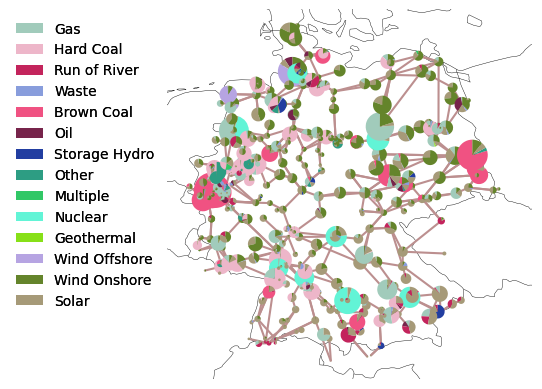 Gas
Hard Coal
Run of River
Waste
Brown Coal
Oil
Storage Hydro
Other
Multiple
Nuclear
Geothermal
Wind Offshore
Wind Onshore
Solar